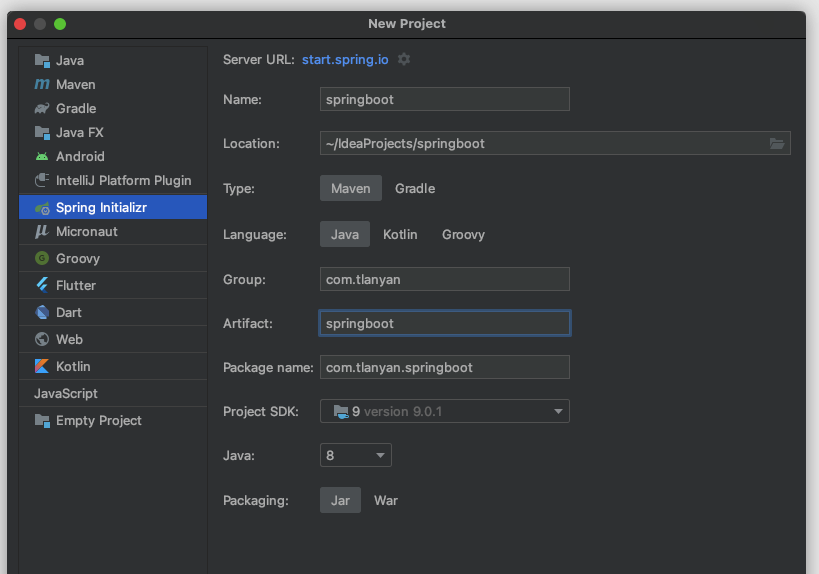 New Project
Java
Maven
Gradle
Java FX
Android
IntelliJ Platform Plugin
Spring Initializr
Micronaut
Groovy
Flutter
Dart
Web
Kotlin
JavaScript
Empty Project
Server URL: start.spring.io
Name: springboot
Location: ~/IdeaProjects/springboot
Type: Maven Gradle
Language: Java Kotlin Groovy
Group: com.tlanyan
Artifact: springboot
Package name: com.tlanyan.springboot
Project SDK: 9 version 9.0.1
Java: 8
Packaging: Jar War